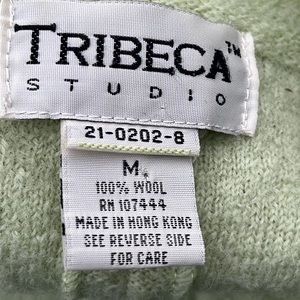 TRIBECA™
STUDIO
21-0202-8
M.
100% WOOL
RN 107444
MADE IN HONG KONG
SEE REVERSE SIDE
FOR CARE